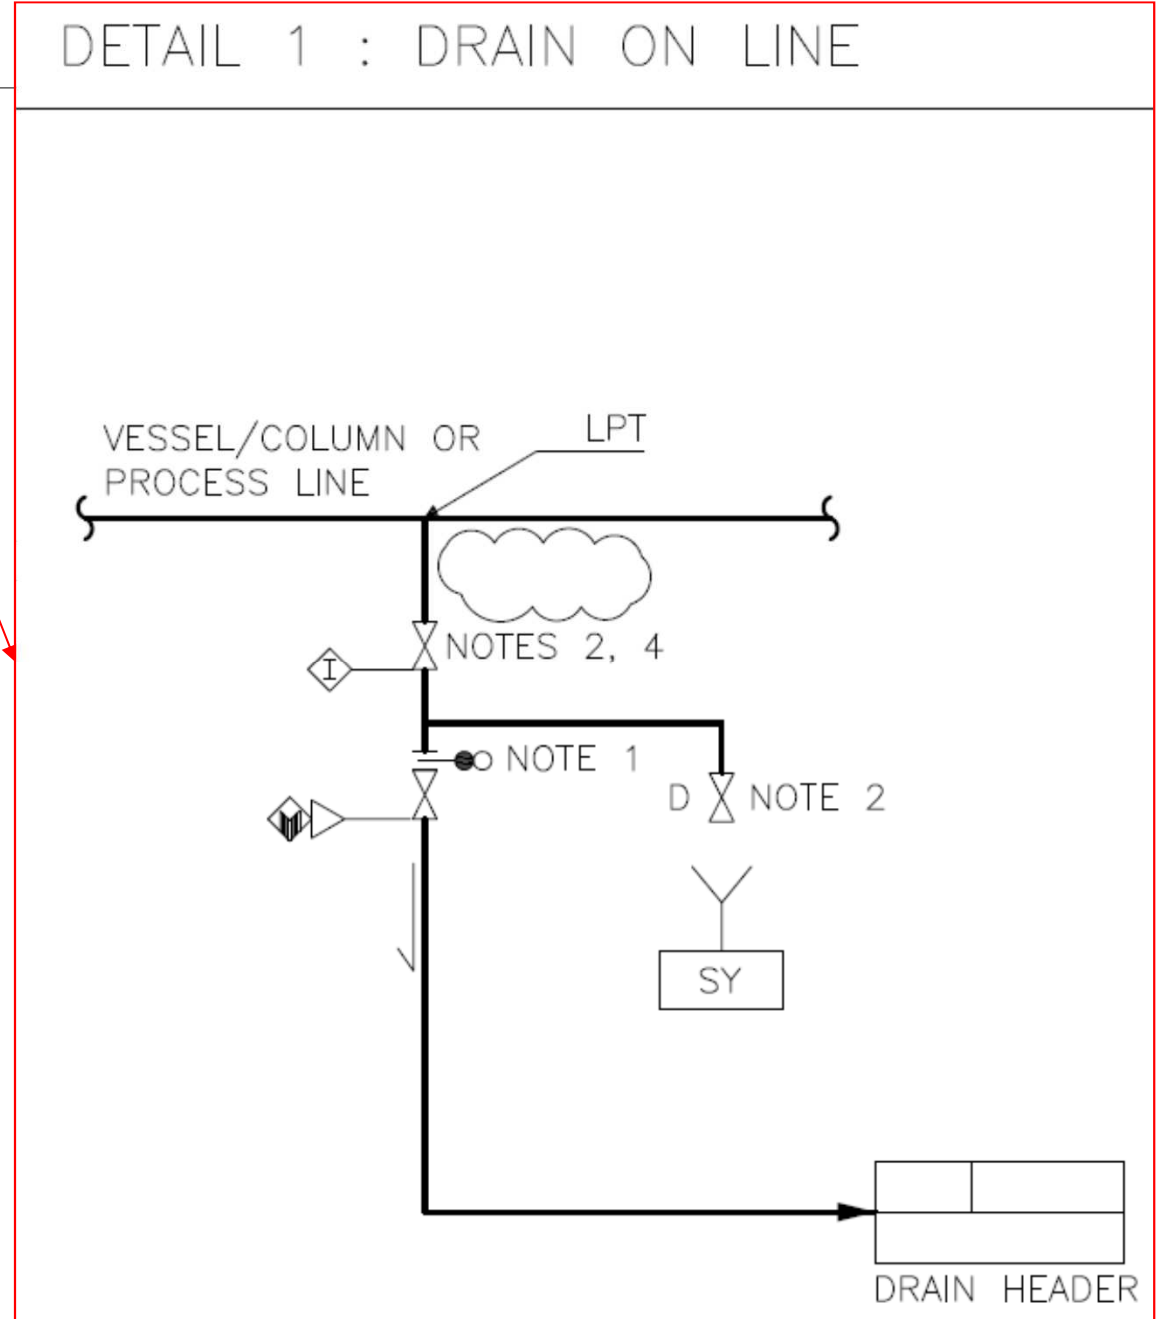 DETAIL 1 : DRAIN ON LINE
VESSEL/COLUMN OR
PROCESS LINE
LPT
NOTES 2, 4
I
NOTE 1
M
D
NOTE 2
SY
DRAIN HEADER